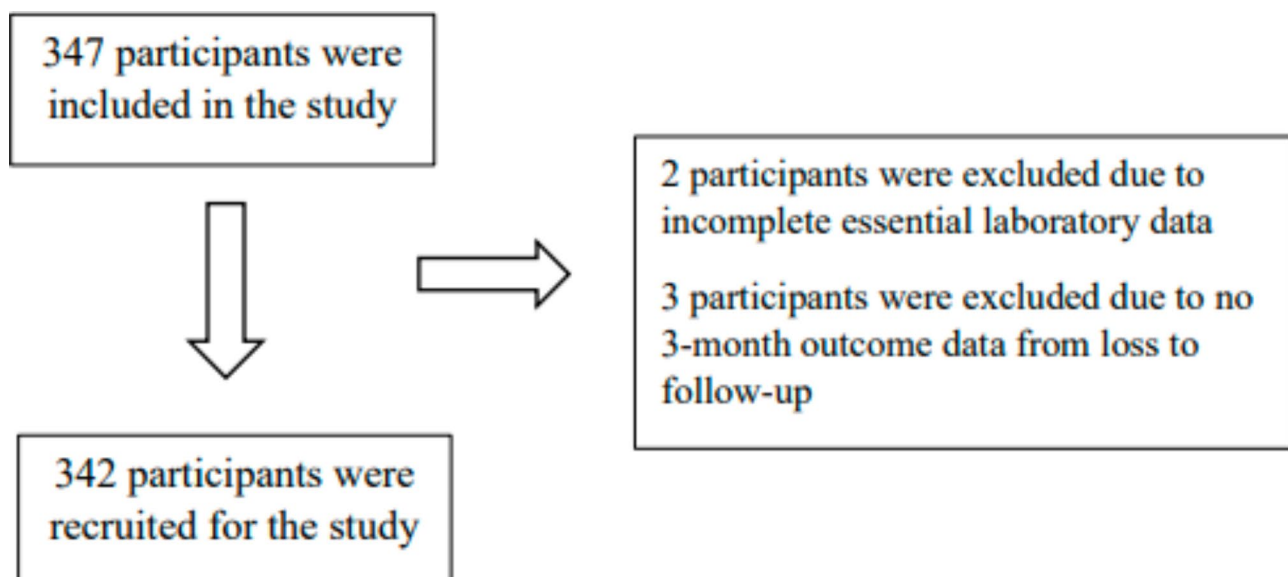 347 participants were
included in the study
2 participants were excluded due to
incomplete essential laboratory data
3 participants were excluded due to no
3-month outcome data from loss to
follow-up
342 participants were
recruited for the study